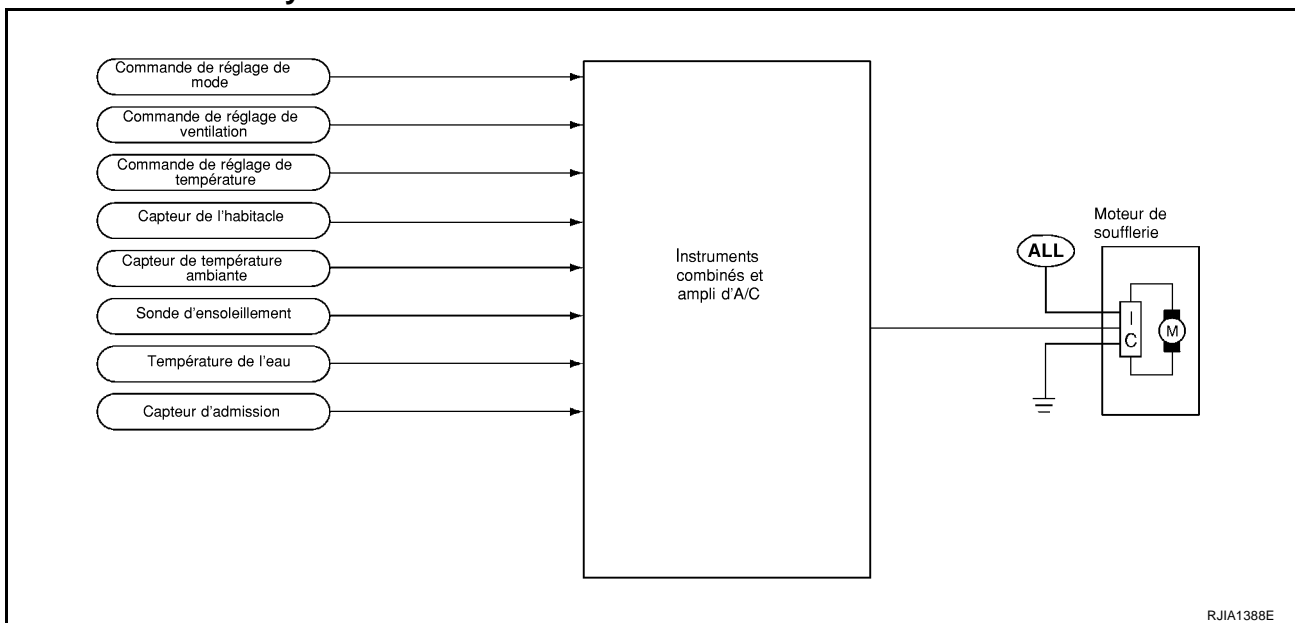 Commande de réglage de
mode
Commande de réglage de
ventilation
Commande de réglage de
température
Capteur de l'habitacle
Capteur de température
ambiante
Sonde d'ensoleillement
Température de l'eau
Capteur d'admission
Instruments
combinés et
ampli d'A/C
Moteur de
soufflerie
ALL
I
C
M
RJIA1388E